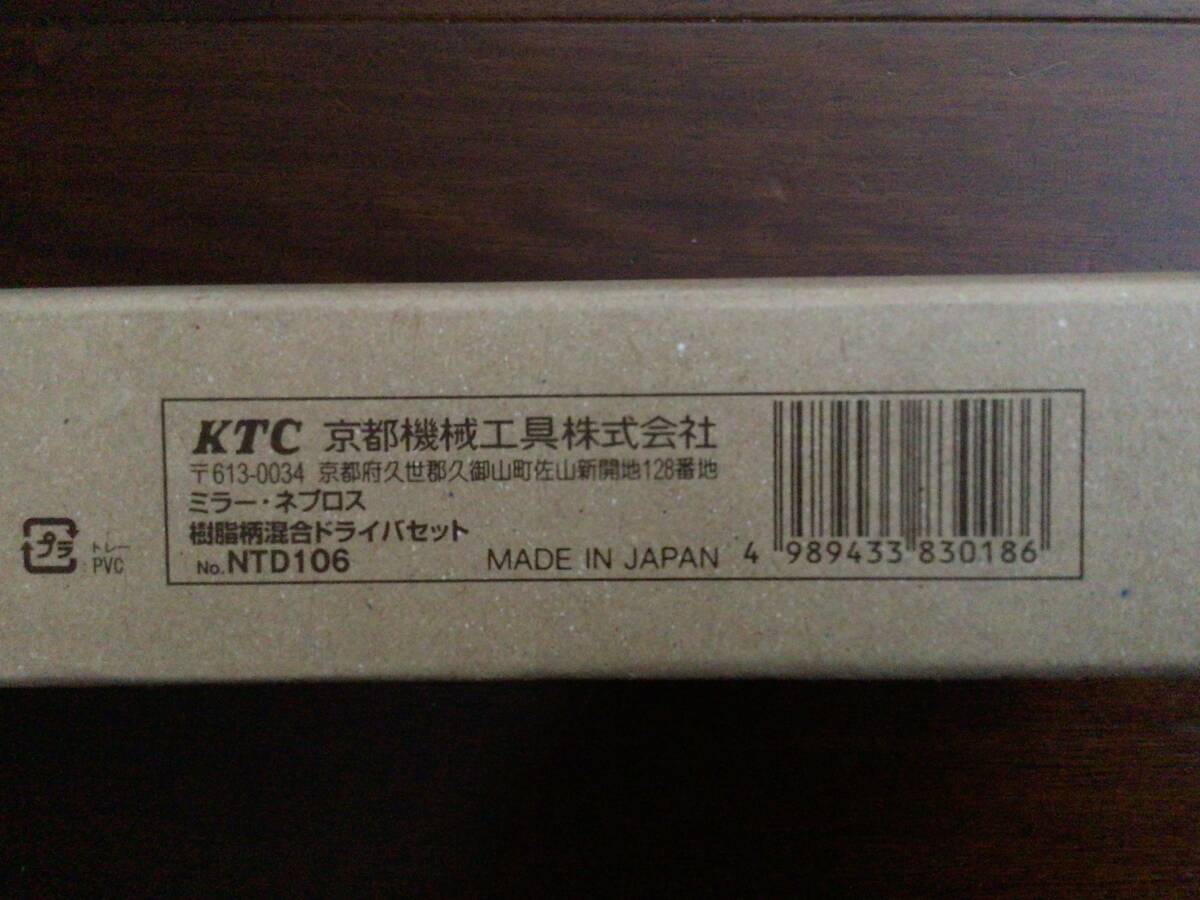 KTC 京都機械工具株式会社
〒613-0034 京都府久世郡久御山町佐山新開地128番地
ミラー・ネプロス
樹脂柄混合ドライバセット
No. NTD106 MADE IN JAPAN
4 989433 830186
プラ
トレー
: PVC